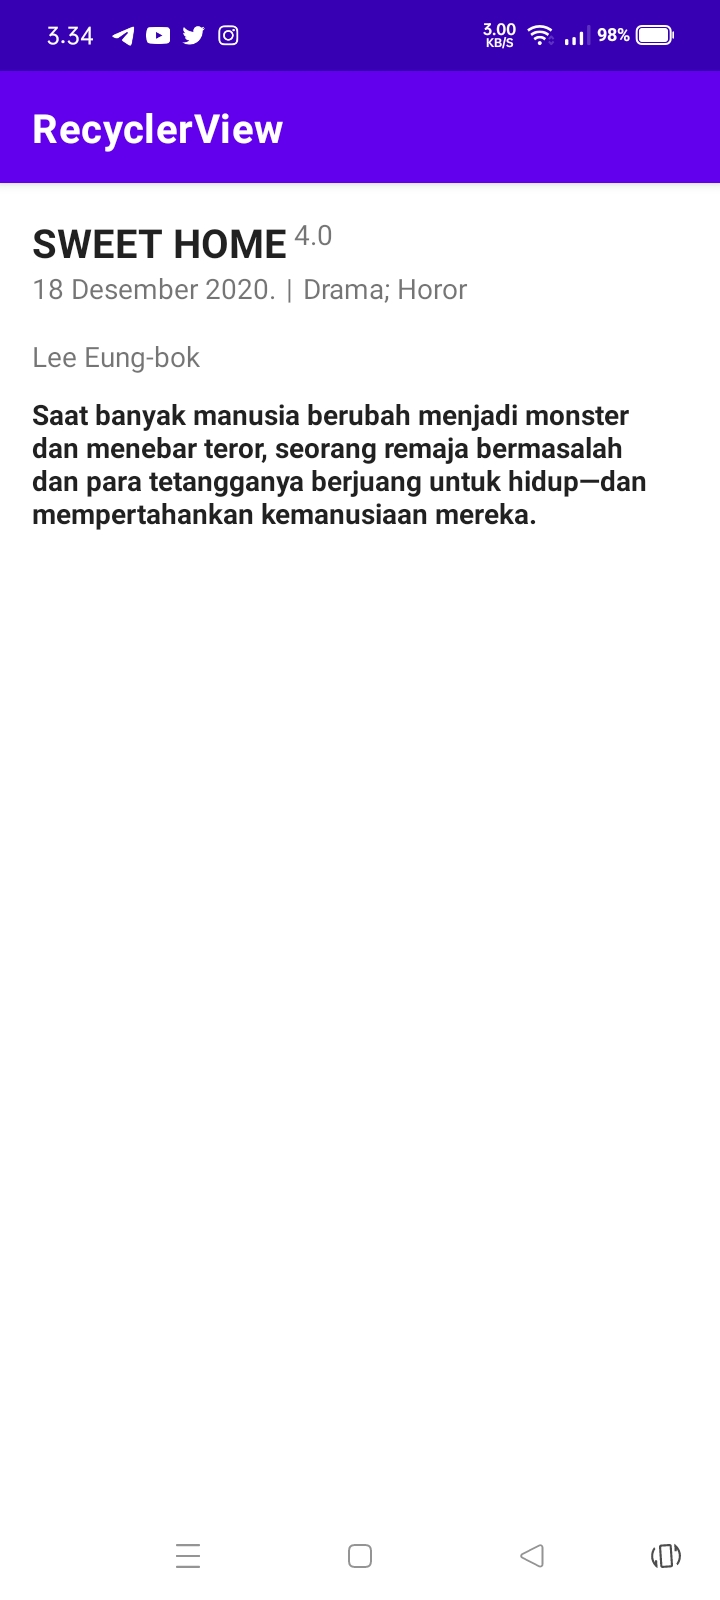 3.34 3.00 98%
KB/S
RecyclerView
SWEET HOME 4.0
18 Desember 2020. | Drama; Horor
Lee Eung-bok
Saat banyak manusia berubah menjadi monster
dan menebar teror, seorang remaja bermasalah
dan para tetangganya berjuang untuk hidup—dan
mempertahankan kemanusiaan mereka.